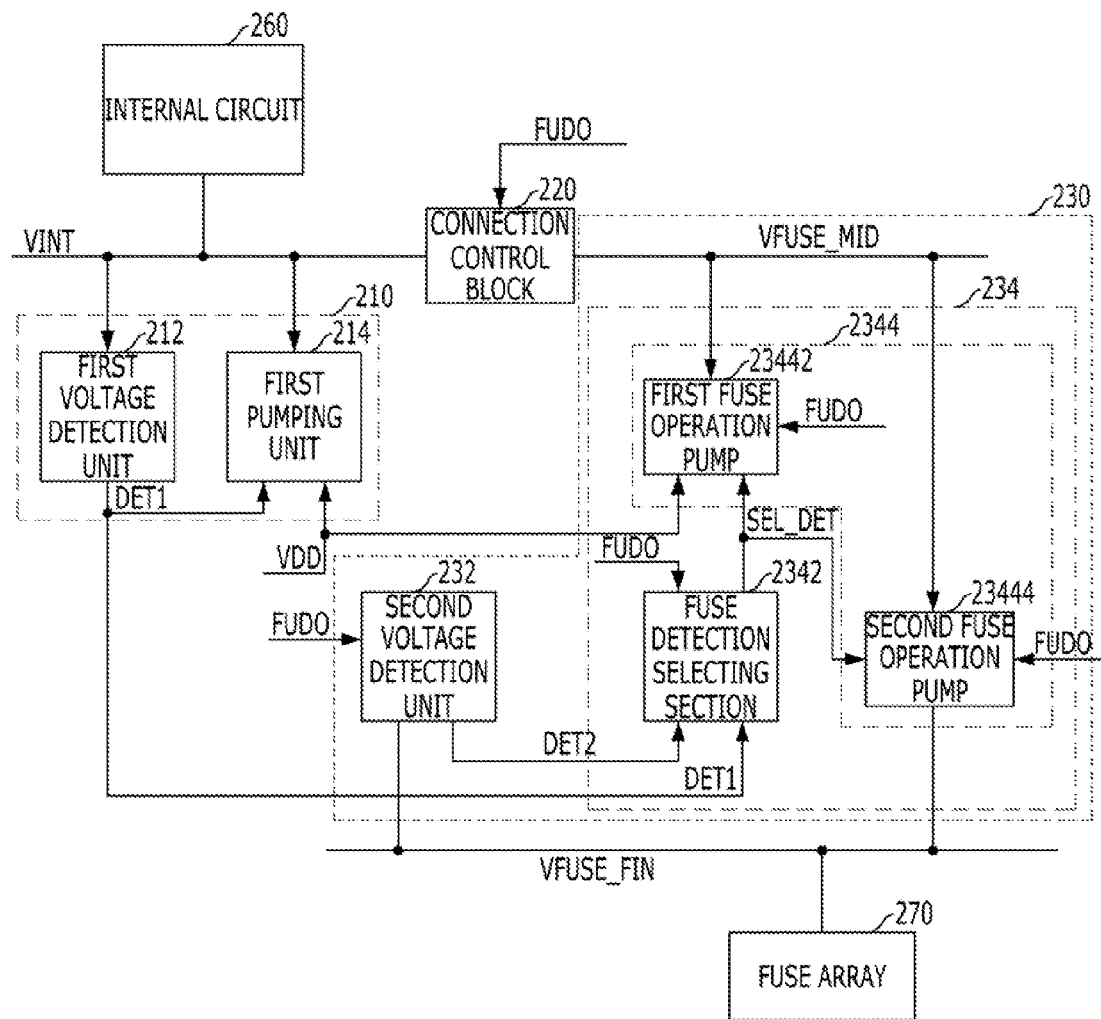 260
INTERNAL CIRCUIT
FUDO
220
CONNECTION
CONTROL
BLOCK
230
VINT
VFUSE_MID
210
234
212
FIRST
VOLTAGE
DETECTION
UNIT
214
FIRST
PUMPING
UNIT
2344
23442
FIRST FUSE
OPERATION
PUMP
FUDO
DET1
SEL_DET
VDD
FUDO
232
SECOND
VOLTAGE
DETECTION
UNIT
FUDO
2342
FUSE
DETECTION
SELECTING
SECTION
23444
SECOND FUSE
OPERATION
PUMP
FUDO
DET2
DET1
VFUSE_FIN
270
FUSE ARRAY